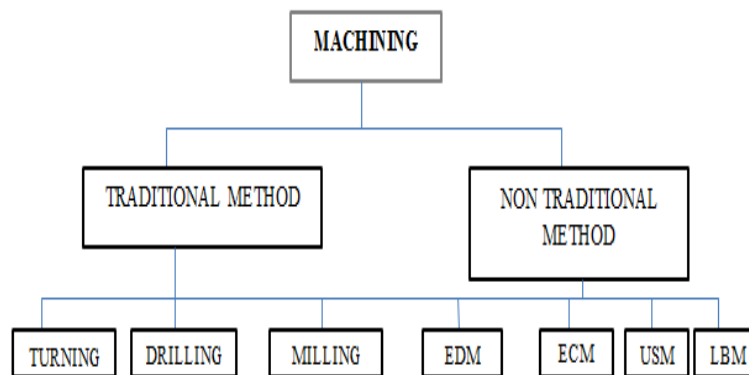 MACHINING
TRADITIONAL METHOD
NON TRADITIONAL
METHOD
TURNING
DRILLING
MILLING
EDM
ECM
USM
LBM